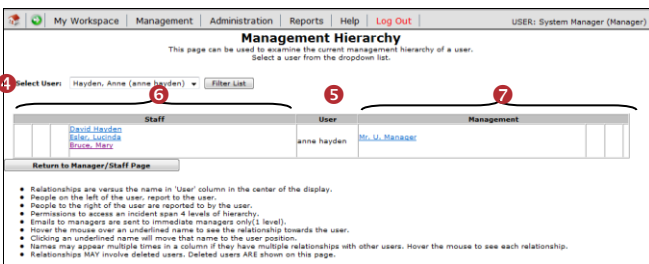 My Workspace | Management | Administration | Reports | Help | Log Out | USER: System Manager (Manager)
Management Hierarchy
This page can be used to examine the current management hierarchy of a user.
Select a user from the dropdown list.
4 Select User: Hayden, Anne (anne hayden) Filter List
6 5 7
Staff User Management
David Hayden
Esler, Lucinda
Bruce, Mary
anne hayden
Mr. U. Manager
Return to Manager/Staff Page
• Relationships are versus the name in 'User' column in the center of the display.
• People on the left of the user, report to the user.
• People to the right of the user are reported to by the user.
• Permissions to access an incident span 4 levels of hierarchy.
• Emails to managers are sent to immediate managers only(1 level).
• Hover the mouse over an underlined name to see the relationship towards the user.
• Clicking an underlined name will move that name to the user position.
• Names may appear multiple times in a column if they have multiple relationships with other users. Hover the mouse to see each relationship.
• Relationships MAY involve deleted users. Deleted users ARE shown on this page.